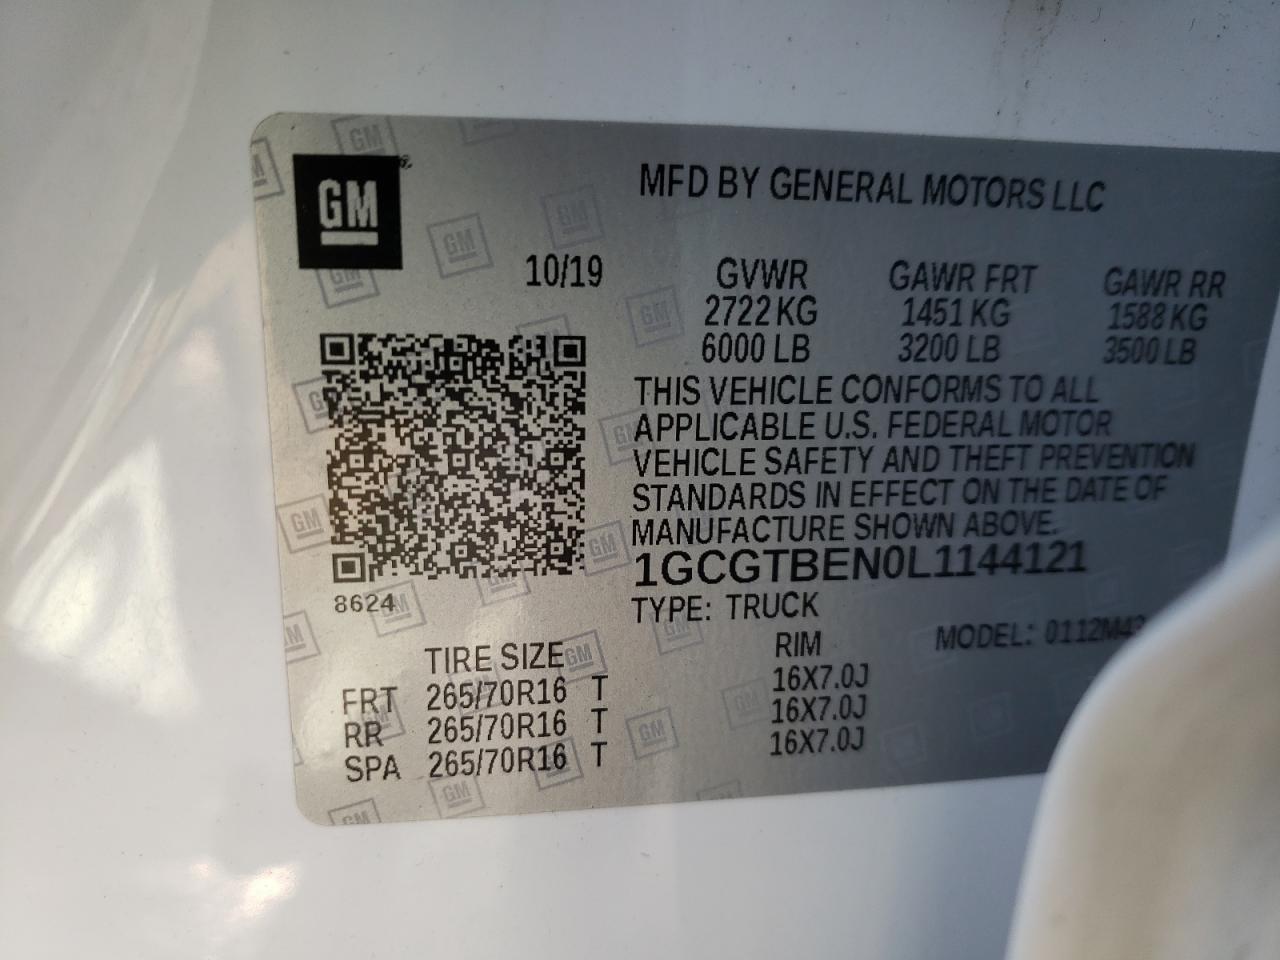 GM
MFD BY GENERAL MOTORS LLC
10/19 GVWR GAWR FRT GAWR RR
2722 KG 1451 KG 1588 KG
6000 LB 3200 LB 3500 LB
THIS VEHICLE CONFORMS TO ALL
APPLICABLE U.S. FEDERAL MOTOR
VEHICLE SAFETY AND THEFT PREVENTION
STANDARDS IN EFFECT ON THE DATE OF
MANUFACTURE SHOWN ABOVE.
1GCGTBEN0L1144121
8624
TYPE: TRUCK
MODEL:
TIRE SIZE RIM
FRT 265/70R16 T 16X7.0J
RR 265/70R16 T 16X7.0J
SPA 265/70R16 T 16X7.0J